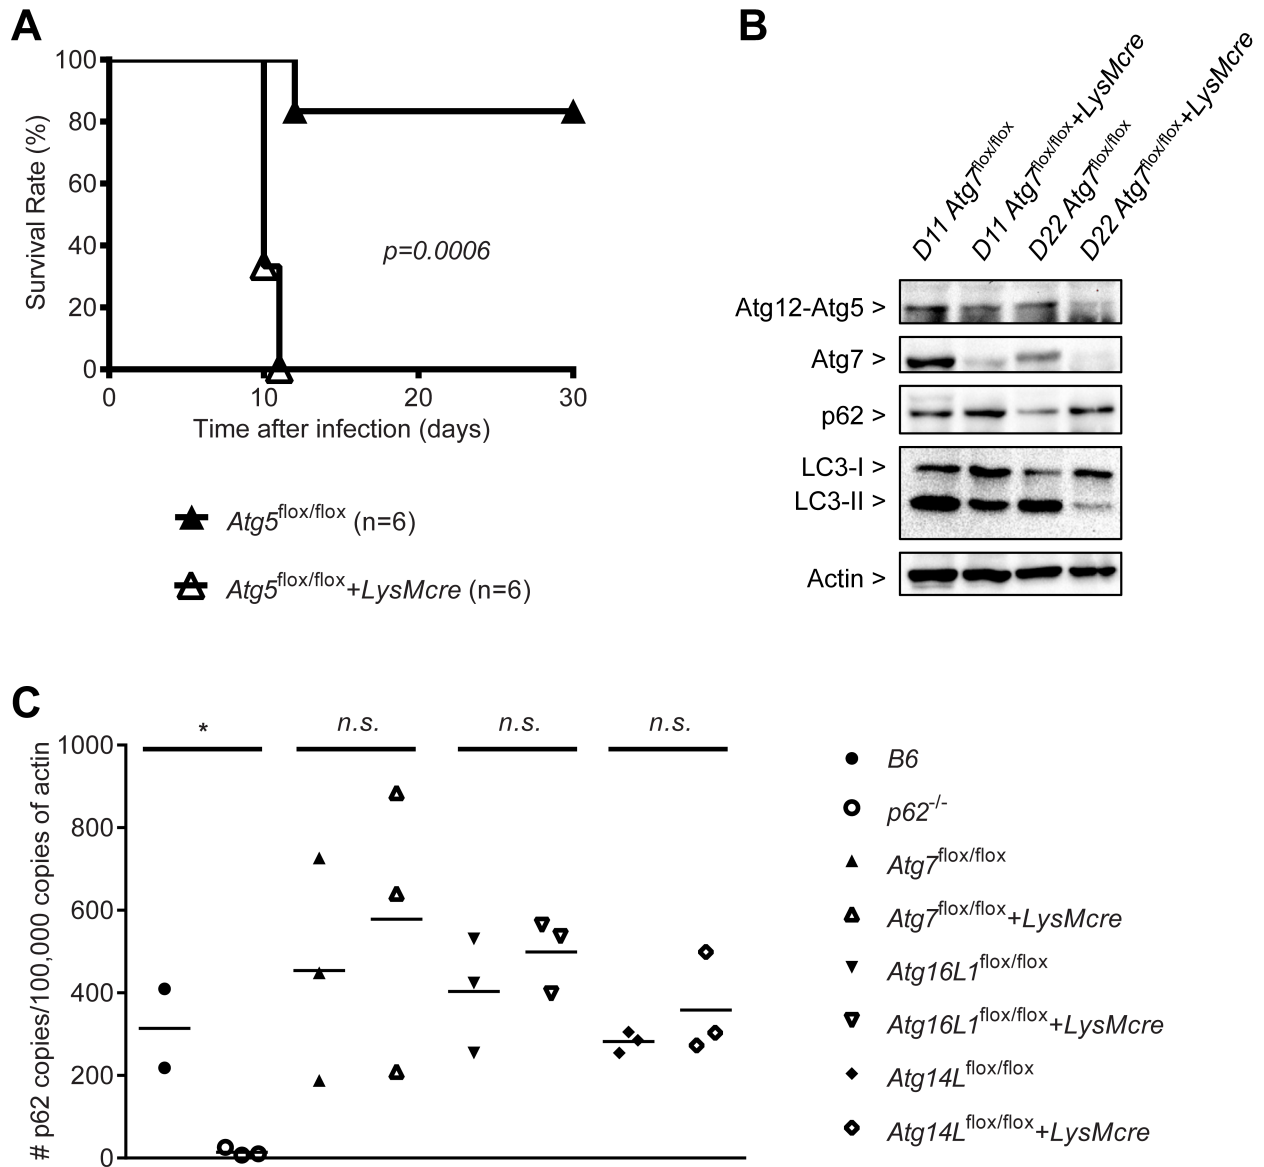 A
100
80
60
40
20
0
Survival Rate (%)
p=0.0006
0 10 20 30
Time after infection (days)
Atg5flox/flox (n=6)
Atg5flox/flox+LysMcre (n=6)
B
D11 Atg7flox/flox
D11 Atg7flox/flox+LysMcre
D22 Atg7flox/flox
D22 Atg7flox/flox+LysMcre
Atg12-Atg5 >
Atg7 >
p62 >
LC3-I >
LC3-II >
Actin >
C
* n.s. n.s. n.s.
1000
800
600
400
200
0
# p62 copies/100,000 copies of actin
B6
p62-/-
Atg7flox/flox
Atg7flox/flox+LysMcre
Atg16L1flox/flox
Atg16L1flox/flox+LysMcre
Atg14Lflox/flox
Atg14Lflox/flox+LysMcre